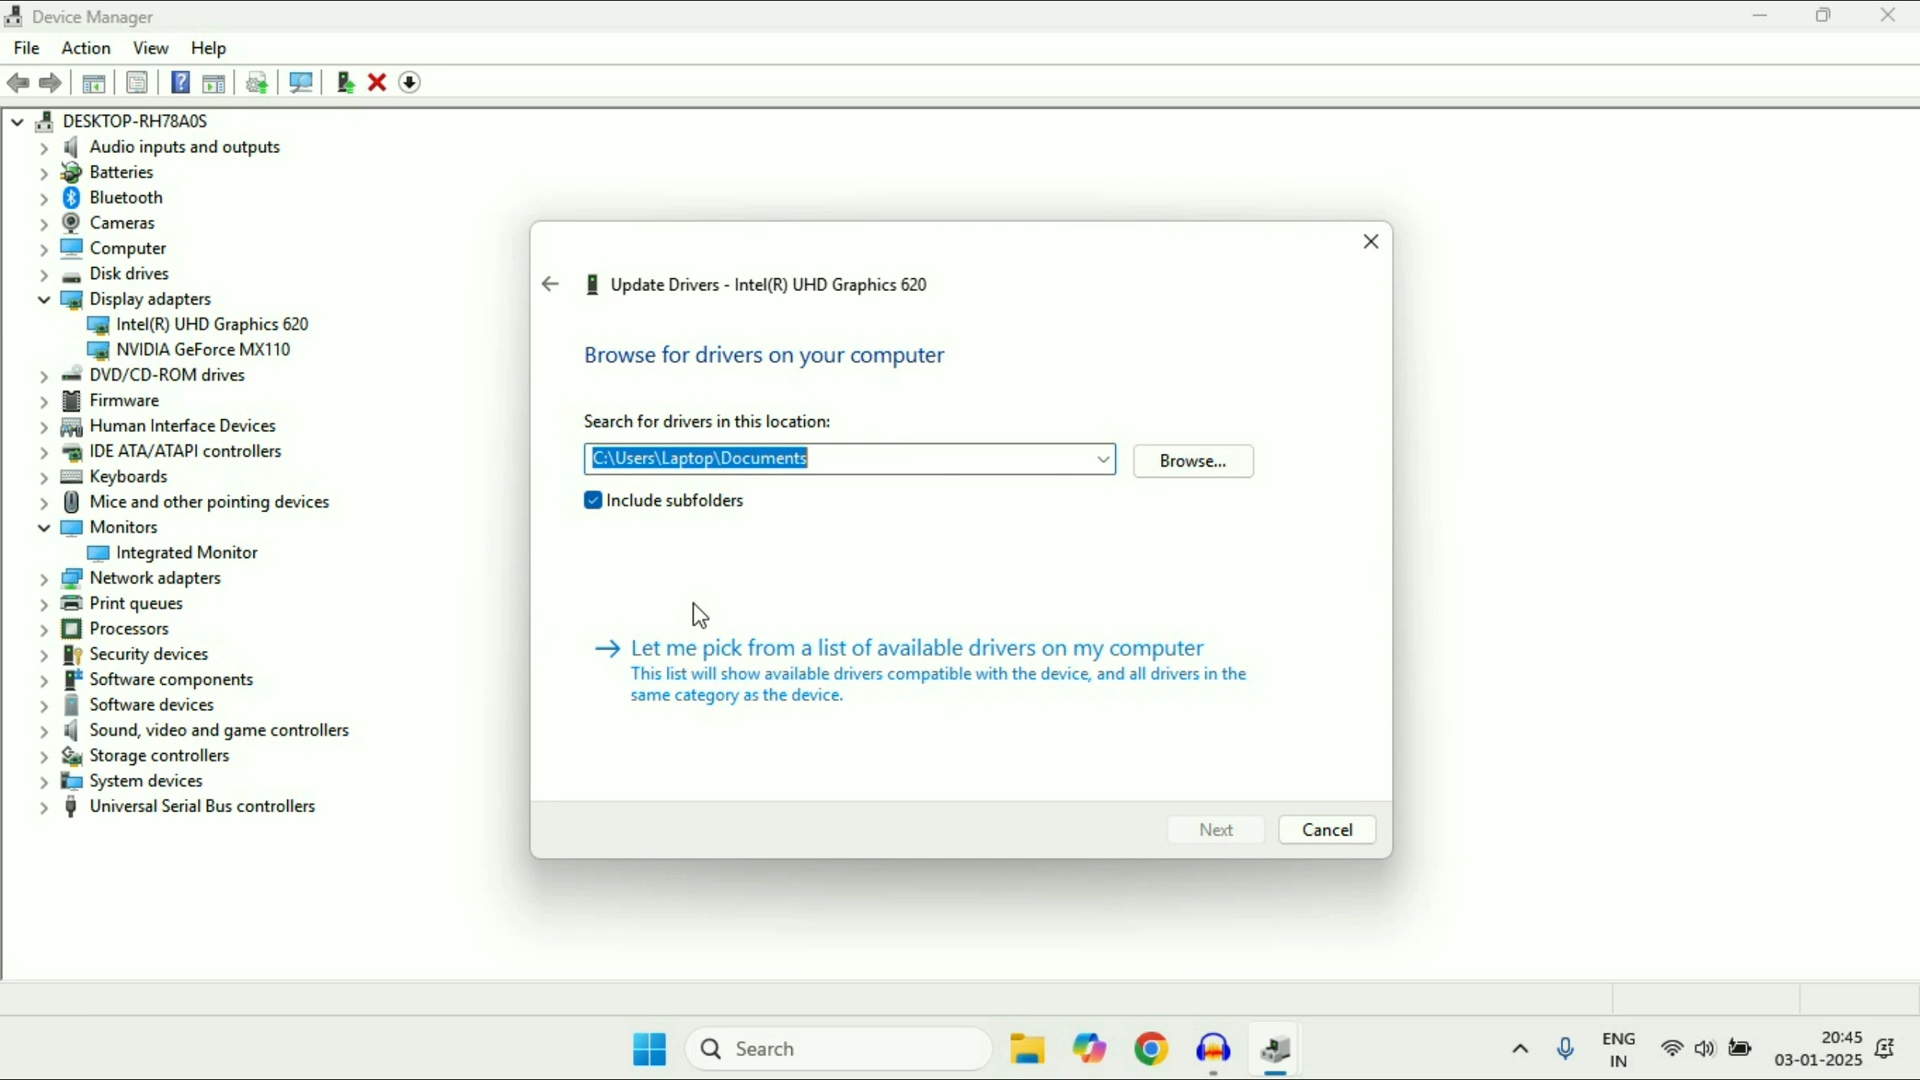 Device Manager
File Action View Help
DESKTOP-RH78A0S
Audio inputs and outputs
Batteries
Bluetooth
Cameras
Computer
Disk drives
Display adapters
Intel(R) UHD Graphics 620
NVIDIA GeForce MX110
DVD/CD-ROM drives
Firmware
Human Interface Devices
IDE ATA/ATAPI controllers
Keyboards
Mice and other pointing devices
Monitors
Integrated Monitor
Network adapters
Print queues
Processors
Security devices
Software components
Software devices
Sound, video and game controllers
Storage controllers
System devices
Universal Serial Bus controllers
Update Drivers - Intel(R) UHD Graphics 620
Browse for drivers on your computer
Search for drivers in this location:
C:\Users\Laptop\Documents
Browse...
Include subfolders
Let me pick from a list of available drivers on my computer
This list will show available drivers compatible with the device, and all drivers in the
same category as the device.
Next Cancel
Search
ENG
IN
20:45
03-01-2025